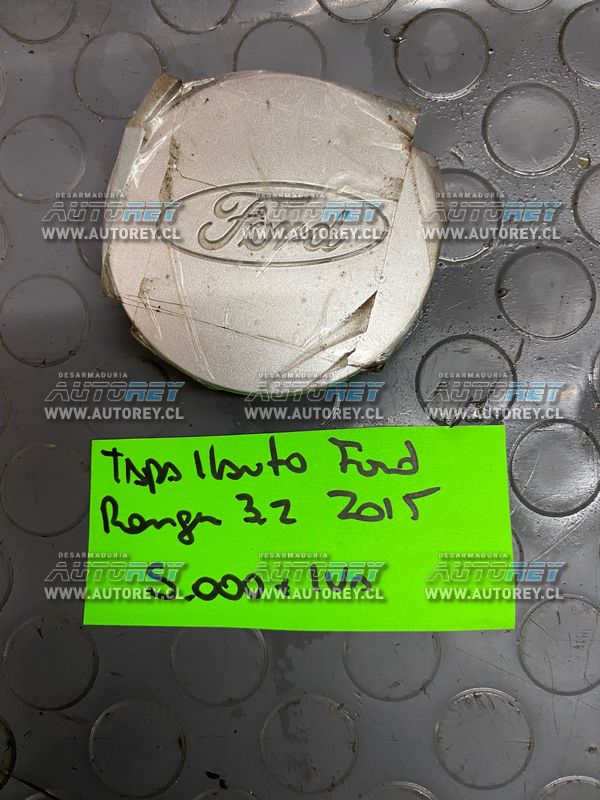 Ford
DESARMADURIA
AUTOREY
WWW.AUTOREY.CL
Tapa llanta Ford
Ranger 3.2 2015
5.000 + Iva